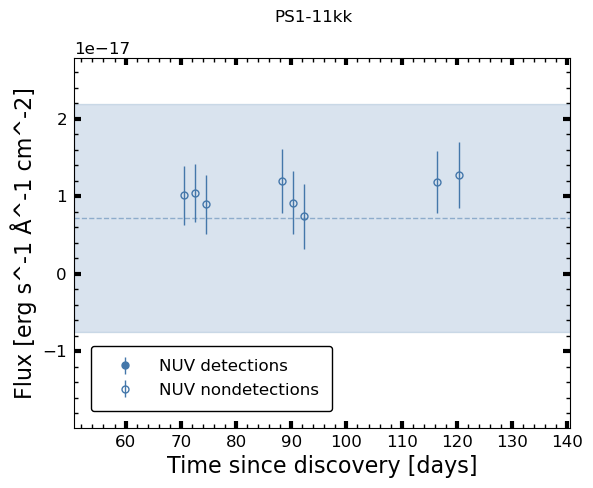 PS1-11kk
1e−17
Flux [erg s^-1 Å^-1 cm^-2]
2
1
0
−1
NUV detections
NUV nondetections
60 70 80 90 100 110 120 130 140
Time since discovery [days]